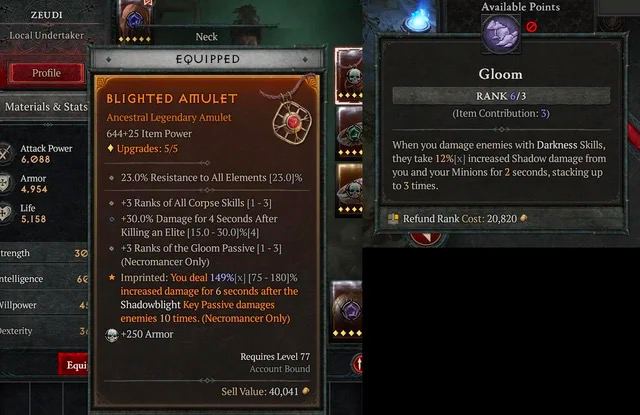 ZEUDI
Local Undertaker
Profile
Materials & Stats
Attack Power
6,088
Armor
4,954
Life
5,158
Neck
EQUIPPED
BLIGHTED AMULET
Ancestral Legendary Amulet
644+25 Item Power
Upgrades: 5/5
23.0% Resistance to All Elements [23.0]%
+3 Ranks of All Corpse Skills [1 - 3]
+30.0% Damage for 4 Seconds After
Killing an Elite [15.0 - 30.0]%[4]
+3 Ranks of the Gloom Passive [1 - 3]
(Necromancer Only)
Imprinted: You deal 149%[x] [75 - 180]%
increased damage for 6 seconds after the
Shadowblight Key Passive damages
enemies 10 times. (Necromancer Only)
+250 Armor
Requires Level 77
Account Bound
Sell Value: 40,041
Available Points
Gloom
RANK 6/3
(Item Contribution: 3)
When you damage enemies with Darkness Skills,
they take 12%[x] increased Shadow damage from
you and your Minions for 2 seconds, stacking up
to 3 times.
Refund Rank Cost: 20,820